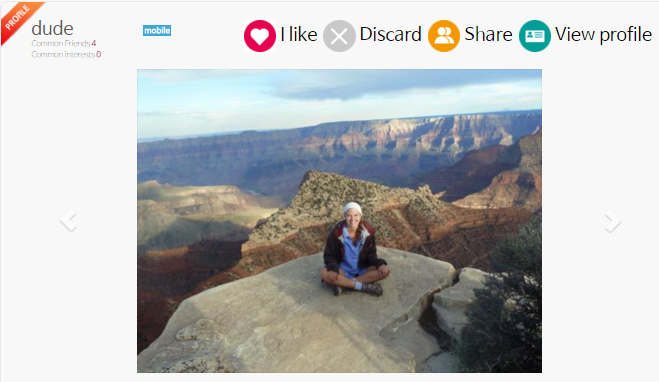 PROFILE
dude
Common Friends 4
Common interests 0
mobile
I like
Discard
Share
View profile